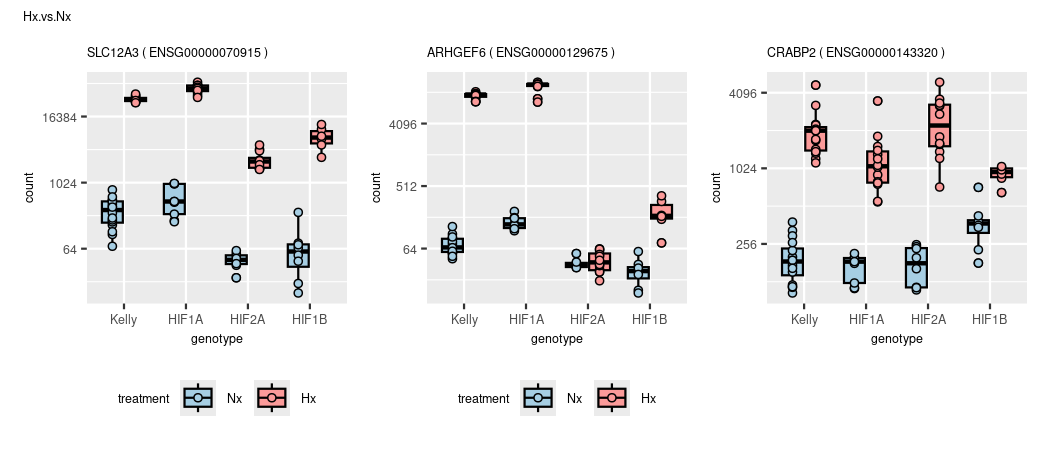 Hx.vs.Nx
SLC12A3 ( ENSG00000070915 )
count
16384
1024
64
Kelly HIF1A HIF2A HIF1B
genotype
treatment Nx Hx
ARHGEF6 ( ENSG00000129675 )
count
4096
512
64
Kelly HIF1A HIF2A HIF1B
genotype
treatment Nx Hx
CRABP2 ( ENSG00000143320 )
count
4096
1024
256
Kelly HIF1A HIF2A HIF1B
genotype